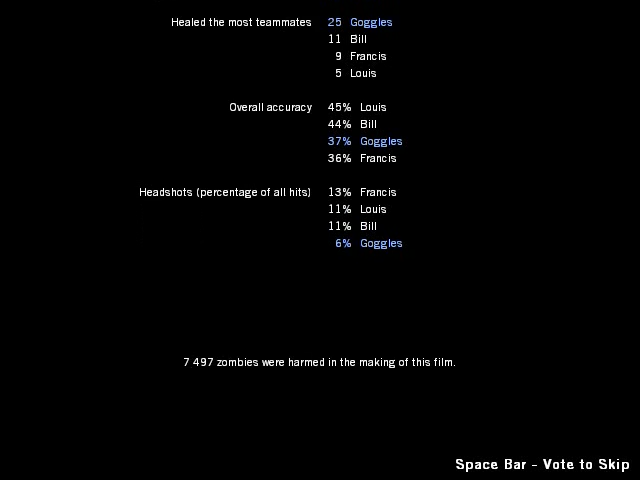 Healed the most teammates 25 Goggles
11 Bill
9 Francis
5 Louis
Overall accuracy 45% Louis
44% Bill
37% Goggles
36% Francis
Headshots (percentage of all hits) 13% Francis
11% Louis
11% Bill
6% Goggles
7 497 zombies were harmed in the making of this film.
Space Bar - Vote to Skip